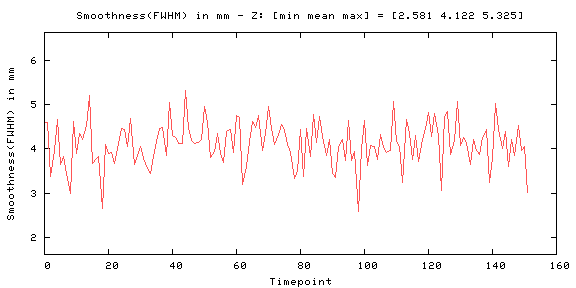 Smoothness(FWHM) in mm - Z: [min mean max] = [2.581 4.122 5.325]
Smoothness(FWHM) in mm
6
5
4
3
2
0 20 40 60 80 100 120 140 160
Timepoint